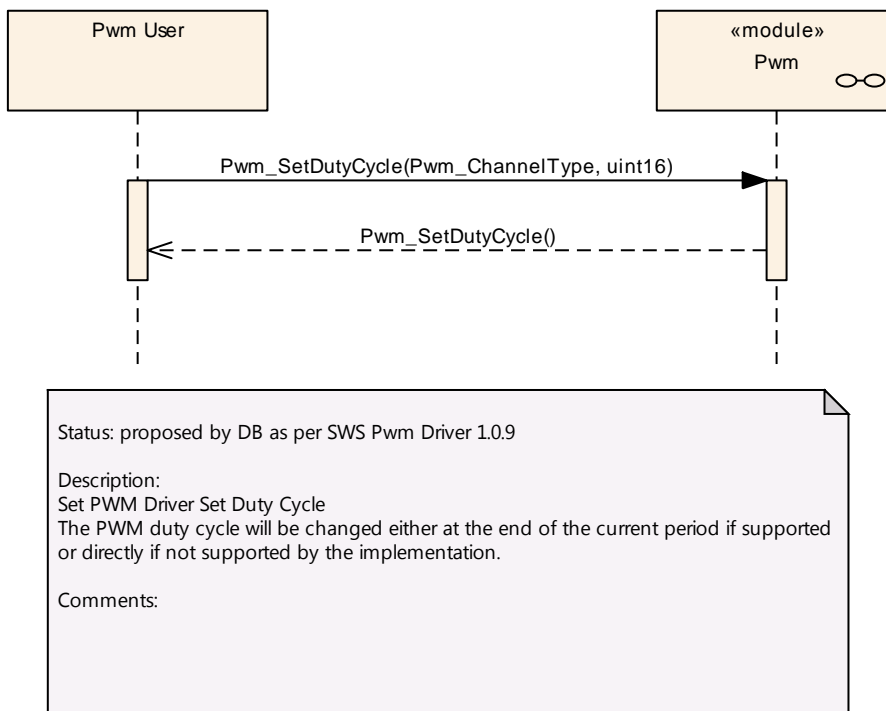 Pwm User
«module»
Pwm
Pwm_SetDutyCycle(Pwm_ChannelType, uint16)
Pwm_SetDutyCycle()
Status: proposed by DB as per SWS Pwm Driver 1.0.9
Description:
Set PWM Driver Set Duty Cycle
The PWM duty cycle will be changed either at the end of the current period if supported
or directly if not supported by the implementation.
Comments: